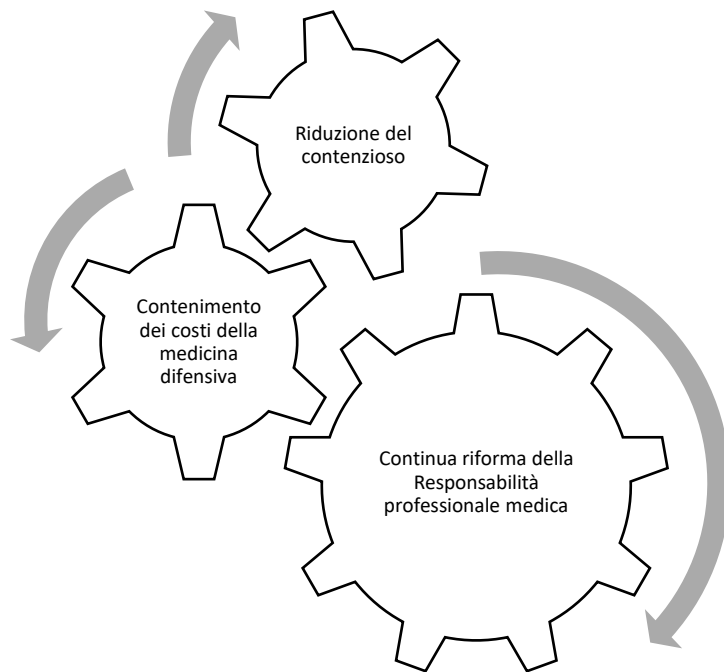 Riduzione del
contenzioso
Contenimento
dei costi della
medicina
difensiva
Continua riforma della
Responsabilità
professionale medica